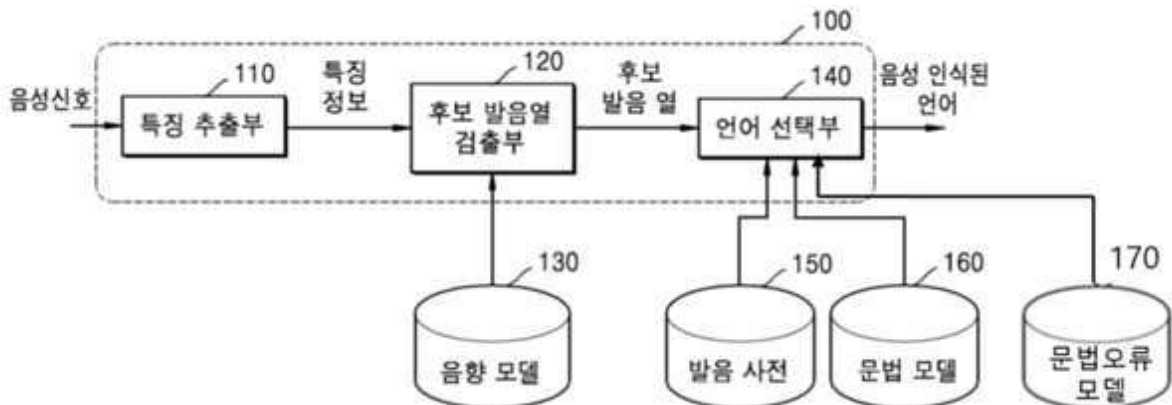 100
110
음성신호
특징 추출부
특징
정보
120
후보 발음열
검출부
후보
발음 열
140
언어 선택부
음성 인식된
언어
130
음향 모델
150
발음 사전
160
문법 모델
170
문법오류
모델